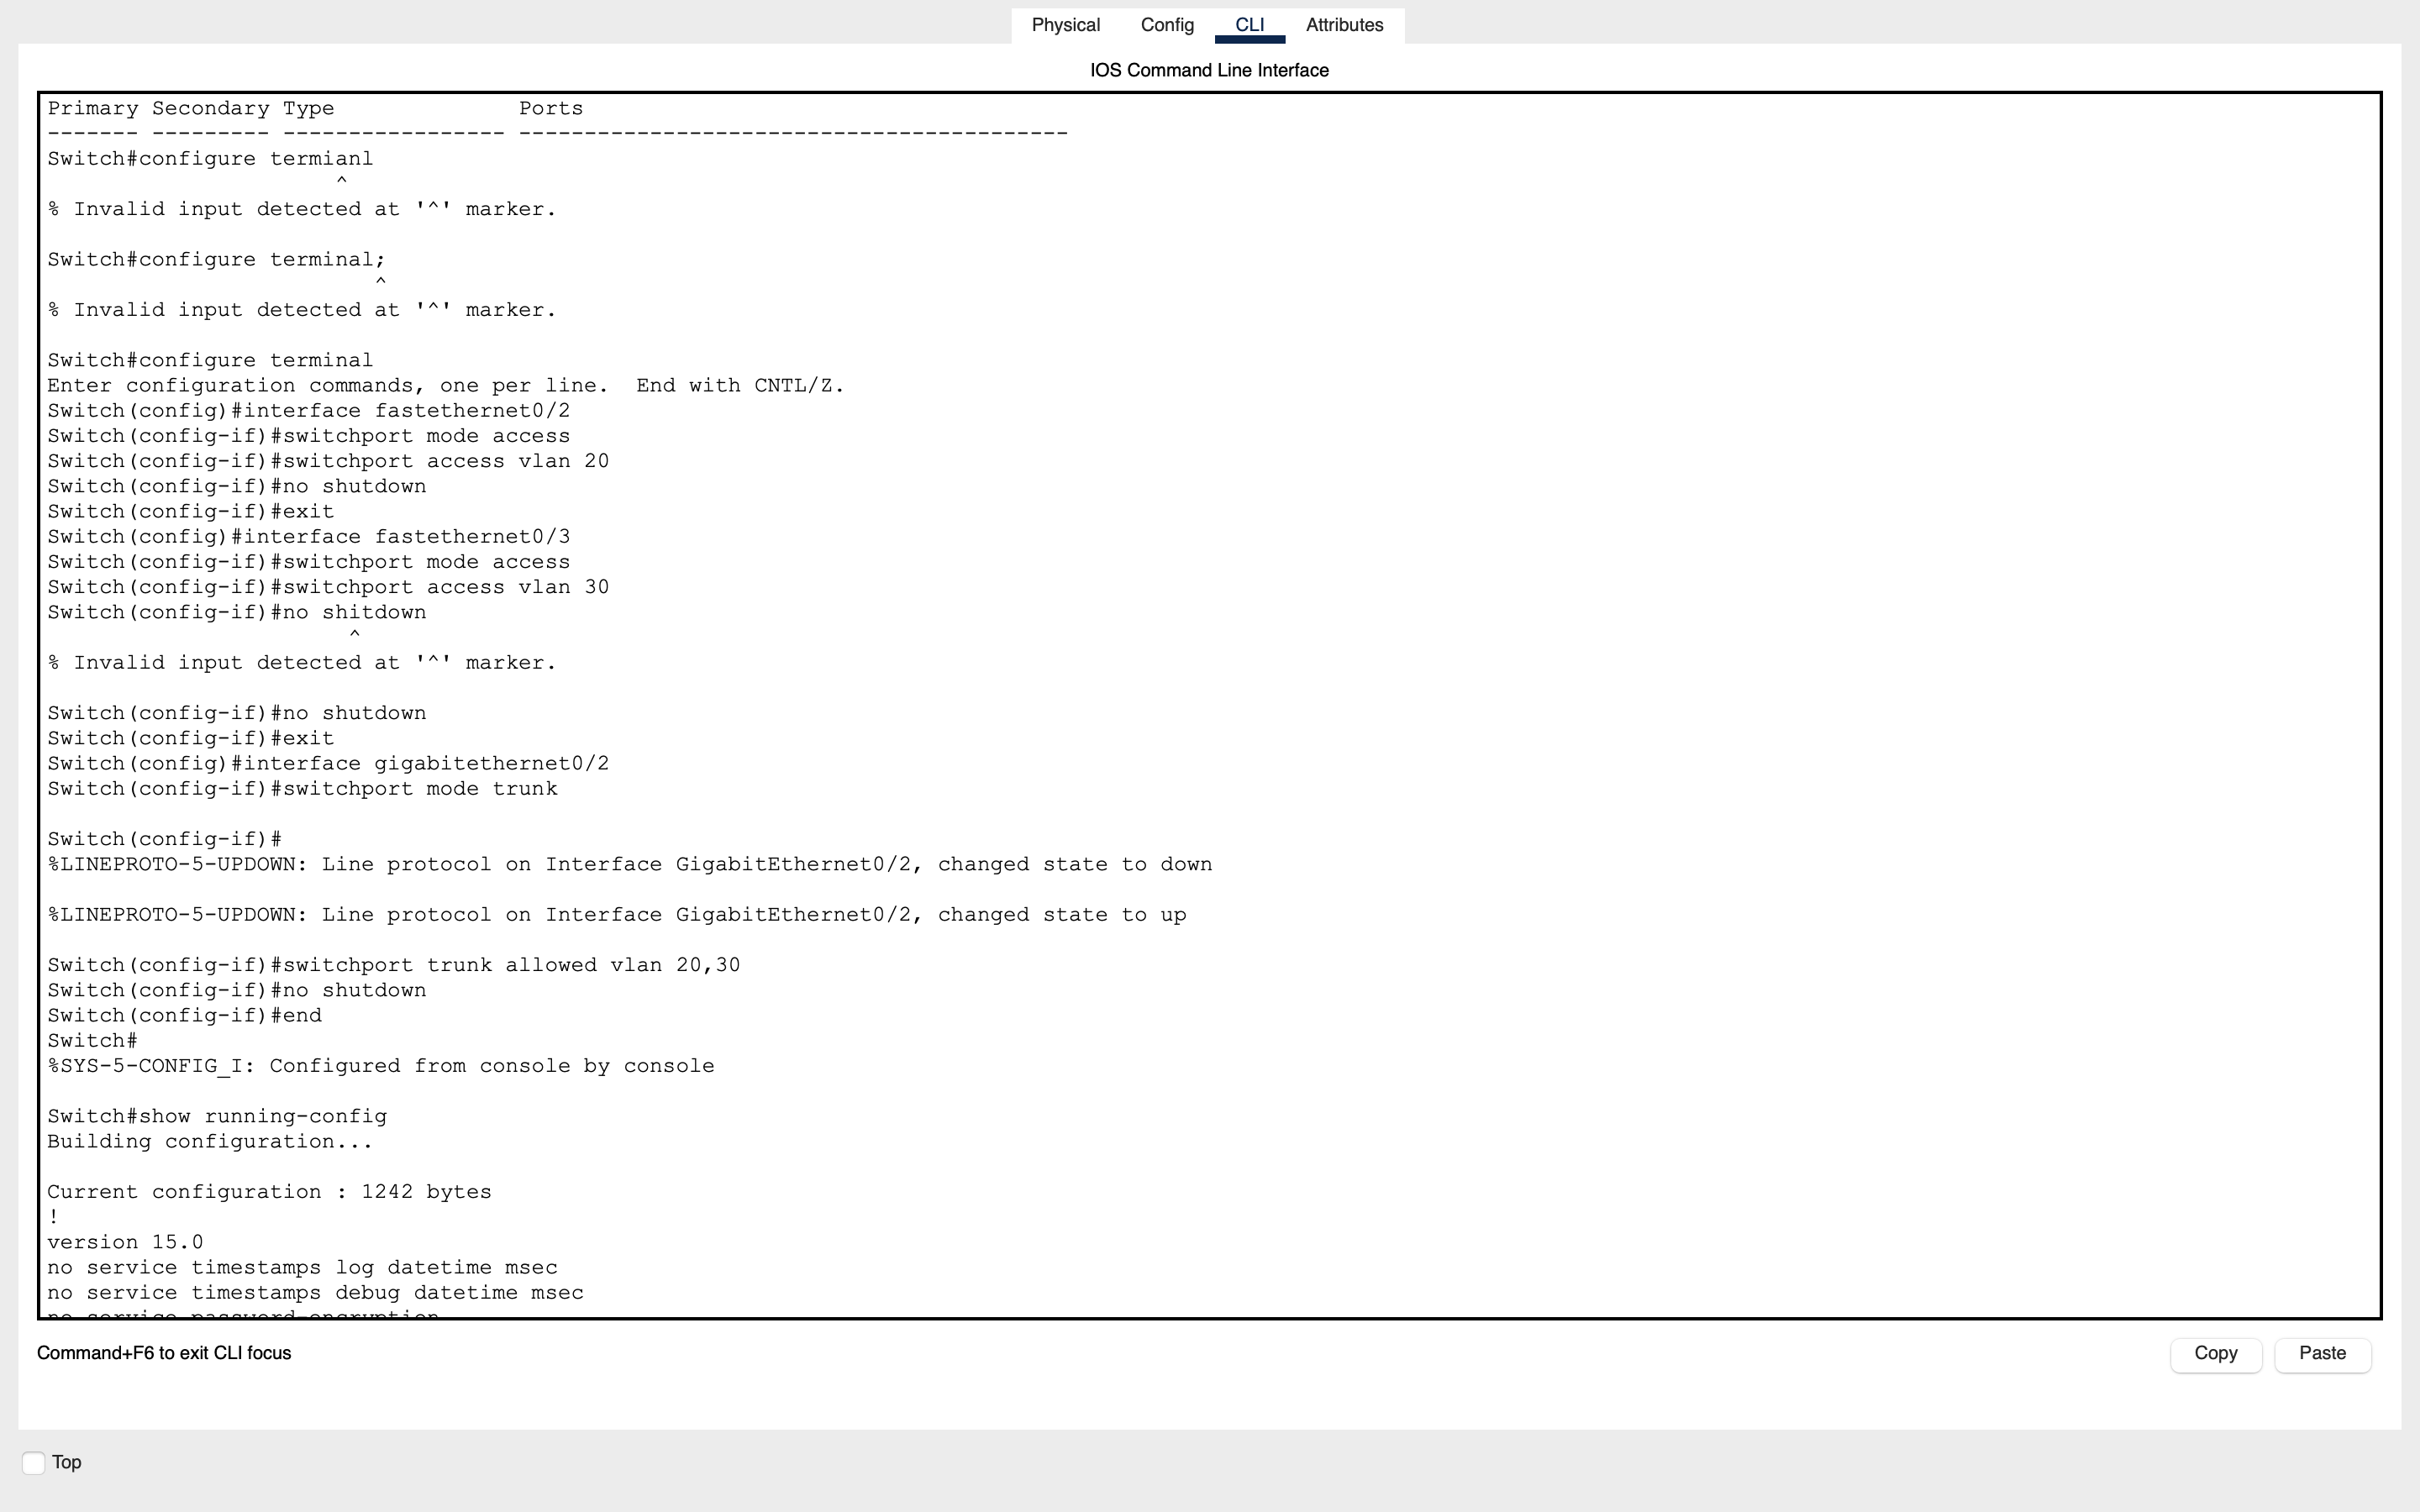 Physical Config CLI Attributes
IOS Command Line Interface
Primary Secondary Type              Ports
------- --------- ----------------- ------------------------------------------
Switch#configure termianl
                      ^
% Invalid input detected at '^' marker.

Switch#configure terminal;
                         ^
% Invalid input detected at '^' marker.

Switch#configure terminal
Enter configuration commands, one per line.  End with CNTL/Z.
Switch(config)#interface fastethernet0/2
Switch(config-if)#switchport mode access
Switch(config-if)#switchport access vlan 20
Switch(config-if)#no shutdown
Switch(config-if)#exit
Switch(config)#interface fastethernet0/3
Switch(config-if)#switchport mode access
Switch(config-if)#switchport access vlan 30
Switch(config-if)#no shitdown
                       ^
% Invalid input detected at '^' marker.

Switch(config-if)#no shutdown
Switch(config-if)#exit
Switch(config)#interface gigabitethernet0/2
Switch(config-if)#switchport mode trunk

Switch(config-if)#
%LINEPROTO-5-UPDOWN: Line protocol on Interface GigabitEthernet0/2, changed state to down

%LINEPROTO-5-UPDOWN: Line protocol on Interface GigabitEthernet0/2, changed state to up

Switch(config-if)#switchport trunk allowed vlan 20,30
Switch(config-if)#no shutdown
Switch(config-if)#end
Switch#
%SYS-5-CONFIG_I: Configured from console by console

Switch#show running-config
Building configuration...

Current configuration : 1242 bytes
!
version 15.0
no service timestamps log datetime msec
no service timestamps debug datetime msec
no service password-encryption
Command+F6 to exit CLI focus
Copy Paste
Top